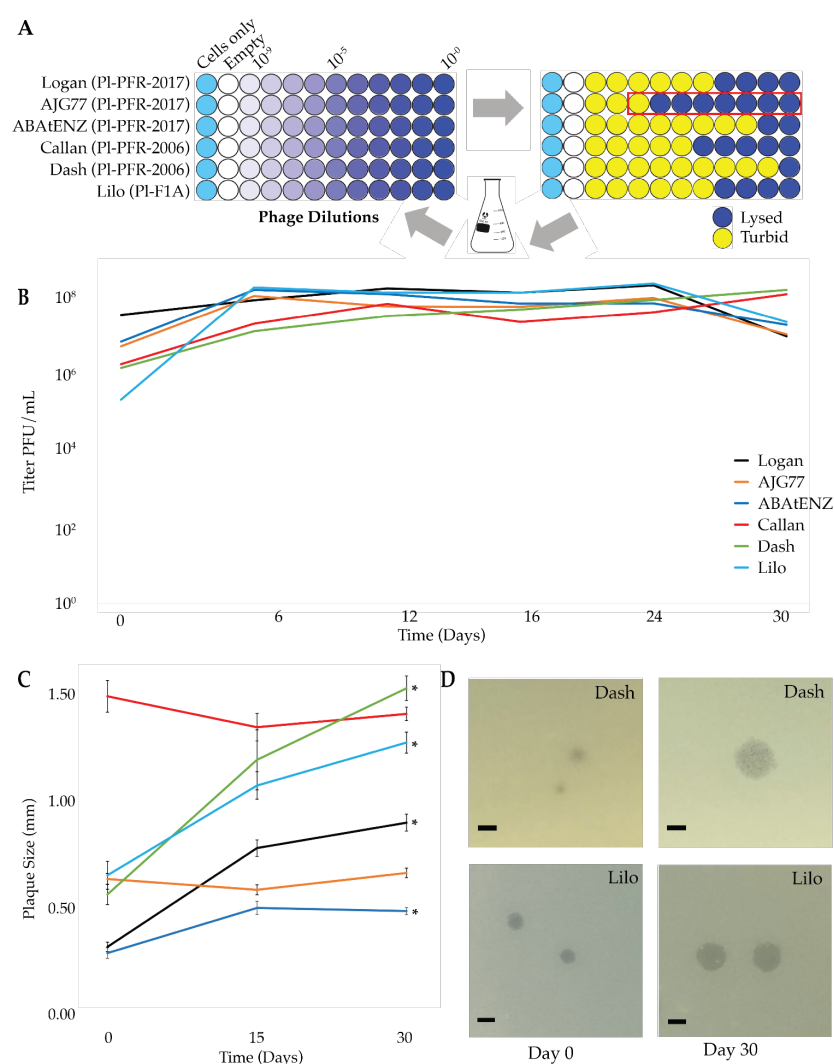 A
Cells only
Empty
10-9
10-5
10-0
Logan (Pl-PFR-2017)
AJG77 (Pl-PFR-2017)
ABAtENZ (Pl-PFR-2017)
Callan (Pl-PFR-2006)
Dash (Pl-PFR-2006)
Lilo (Pl-F1A)
Phage Dilutions
Lysed
Turbid
B
10⁸
10⁶
10⁴
10²
10⁰
Titer PFU/mL
Logan
AJG77
ABAtENZ
Callan
Dash
Lilo
0 6 12 16 24 30
Time (Days)
C
1.50
1.00
0.50
0.00
Plaque Size (mm)
*
*
*
*
0 15 30
Time (Days)
D
Dash
Dash
Lilo
Lilo
Day 0
Day 30